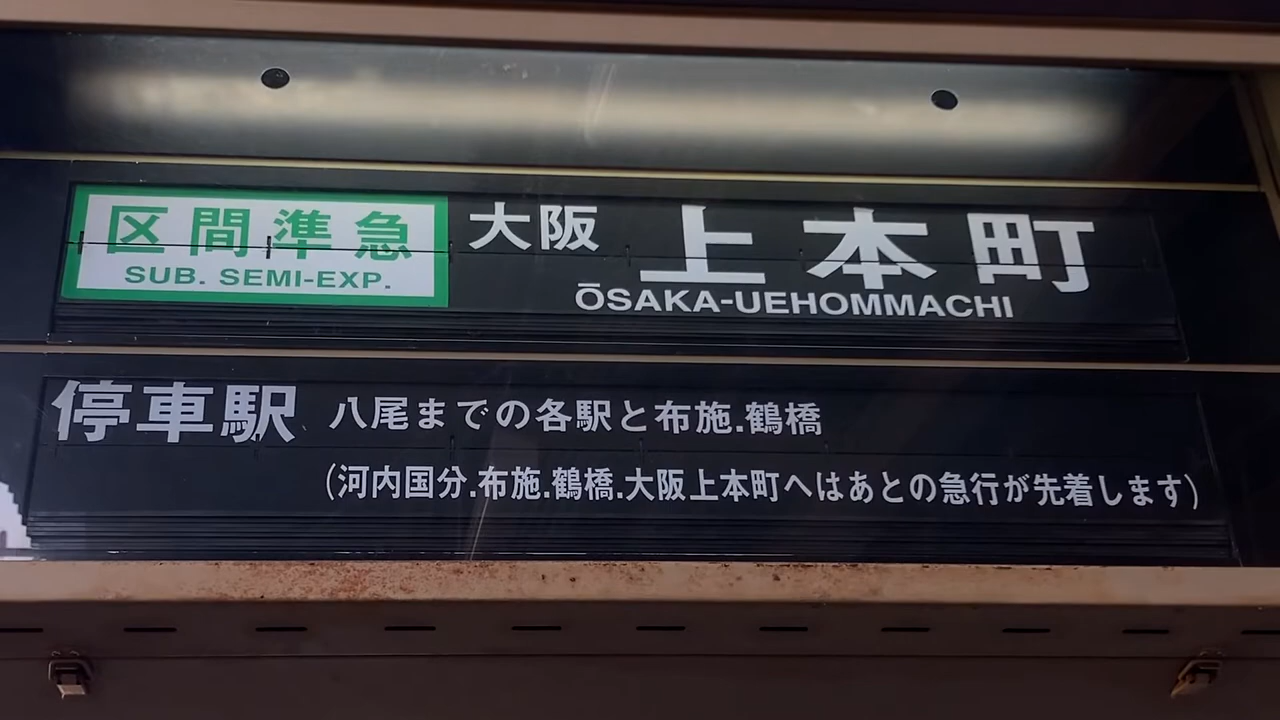 区間準急 大阪 上本町
SUB. SEMI-EXP. ŌSAKA-UEHOMMACHI
停車駅 八尾までの各駅と布施.鶴橋
(河内国分.布施.鶴橋.大阪上本町へはあとの急行が先着します)